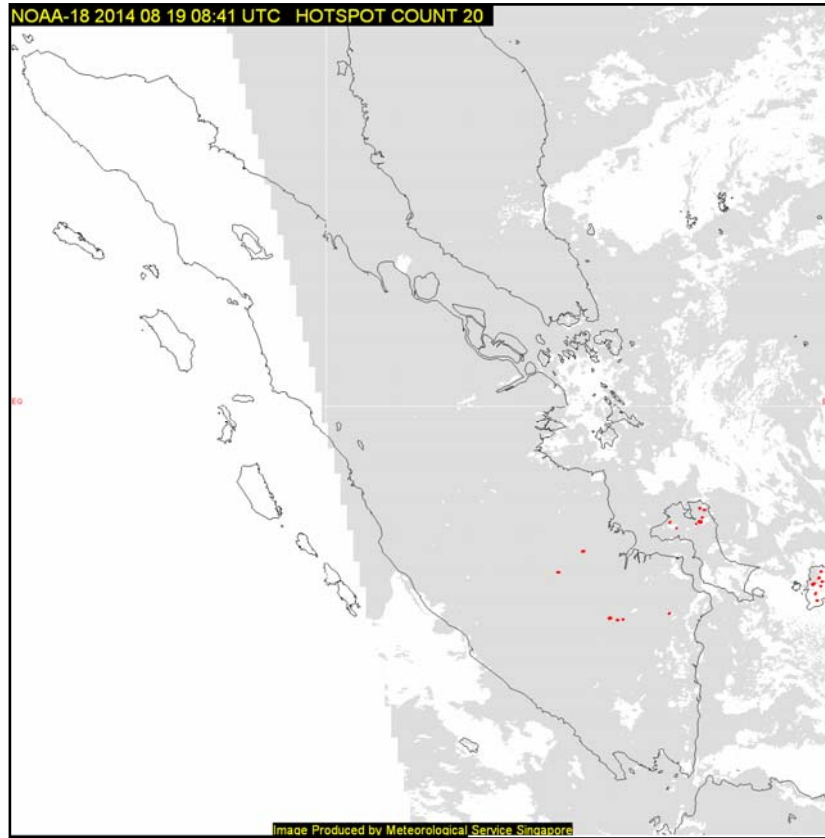 NOAA-18 2014 08 19 08:41 UTC HOTSPOT COUNT 20
EQ
E
Image Produced by Meteorological Service Singapore